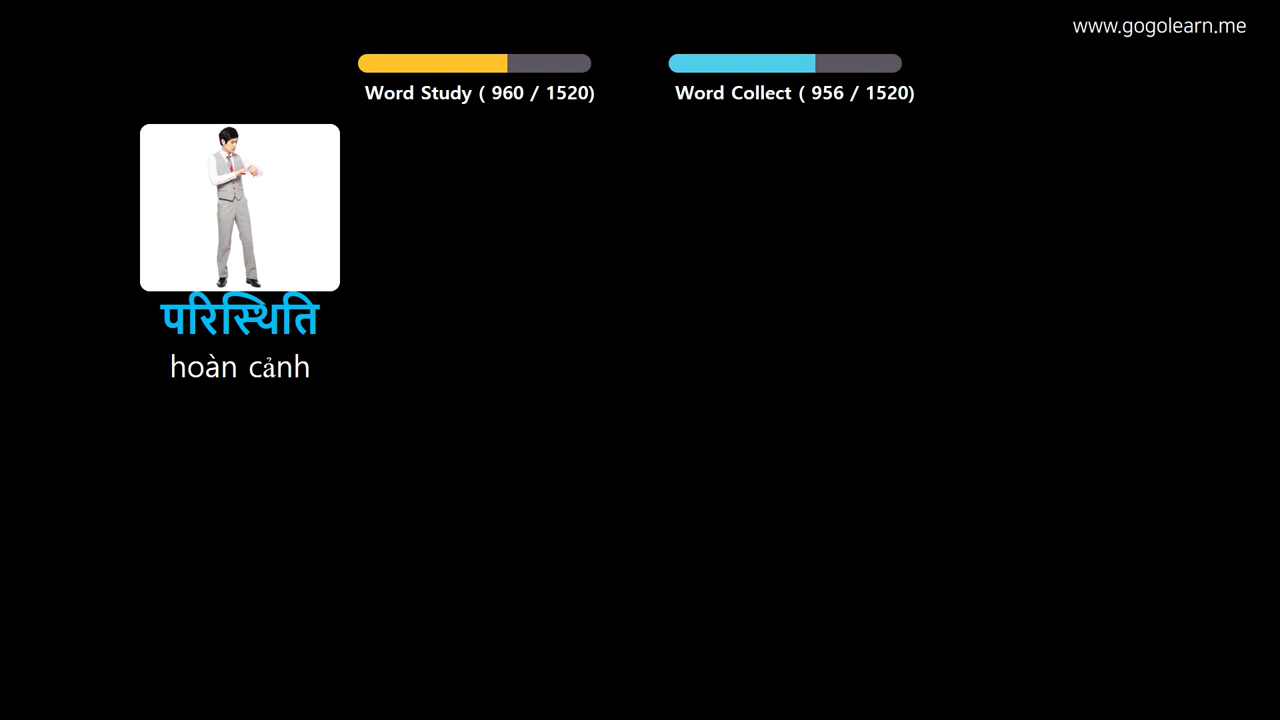 www.gogolearn.me
Word Study ( 960 / 1520)
Word Collect ( 956 / 1520)
परिस्थिति
hoàn cảnh